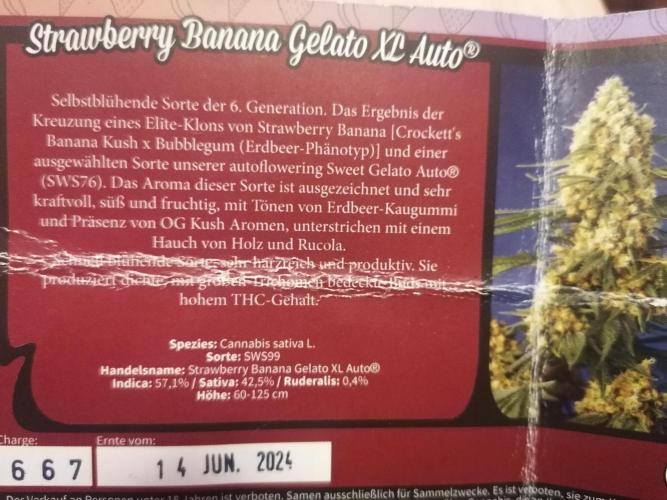 Strawberry Banana Gelato XL Auto®
Selbstblühende Sorte der 6. Generation. Das Ergebnis der
Kreuzung eines Elite-Klons von Strawberry Banana [Crockett's
Banana Kush x Bubblegum (Erdbeer-Phänotyp)] und einer
ausgewählten Sorte unserer autoflowering Sweet Gelato Auto®
(SWS76). Das Aroma dieser Sorte ist ausgezeichnet und sehr
kraftvoll, süß und fruchtig, mit Tönen von Erdbeer-Kaugummi
und Präsenz von OG Kush Aromen, unterstrichen mit einem
Hauch von Holz und Rucola.
Schnell blühende Sorte, sehr harzreich und produktiv. Sie
produziert dichte, mit großen Trichomen bedeckte Buds mit
hohem THC-Gehalt.
Spezies: Cannabis sativa L.
Sorte: SWS99
Handelsname: Strawberry Banana Gelato XL Auto®
Indica: 57,1% / Sativa: 42,5% / Ruderalis: 0,4%
Höhe: 60-125 cm
Charge: Ernte vom:
667 14 JUN. 2024
Der Verkauf an Personen unter 18 Jahren ist verboten. Samen ausschließlich für Sammelzwecke. Es ist verboten, sie zum